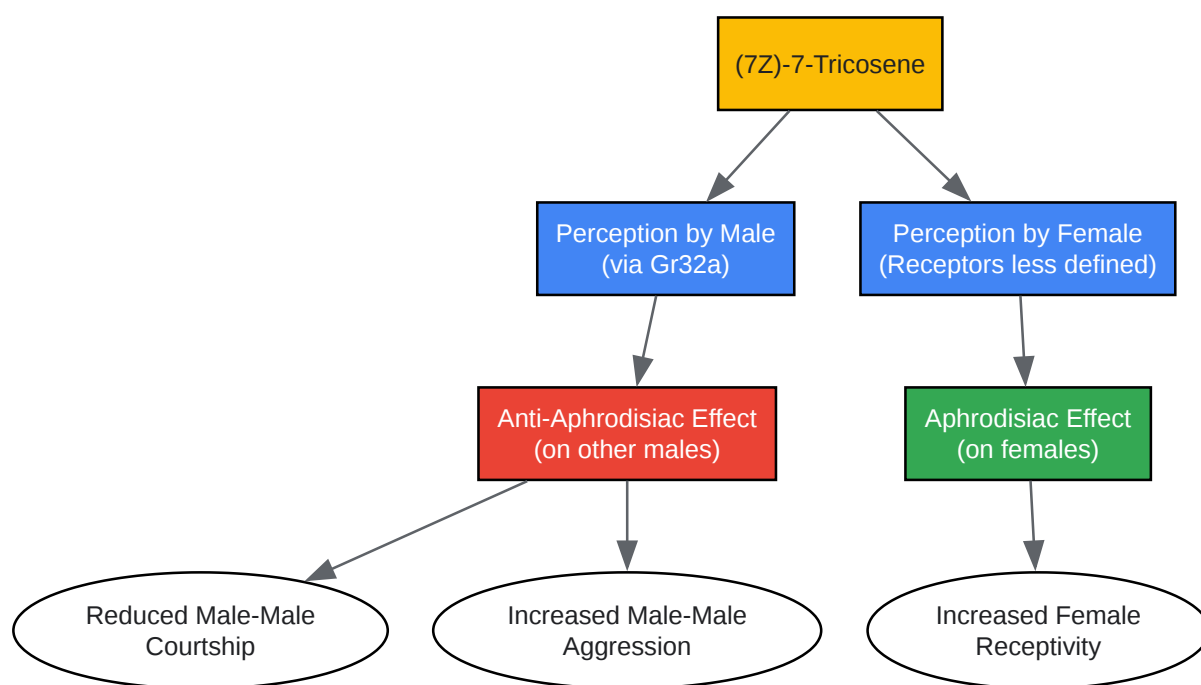 (7Z)-7-Tricosene
Perception by Male
(via Gr32a)
Perception by Female
(Receptors less defined)
Anti-Aphrodisiac Effect
(on other males)
Aphrodisiac Effect
(on females)
Reduced Male-Male
Courtship
Increased Male-Male
Aggression
Increased Female
Receptivity